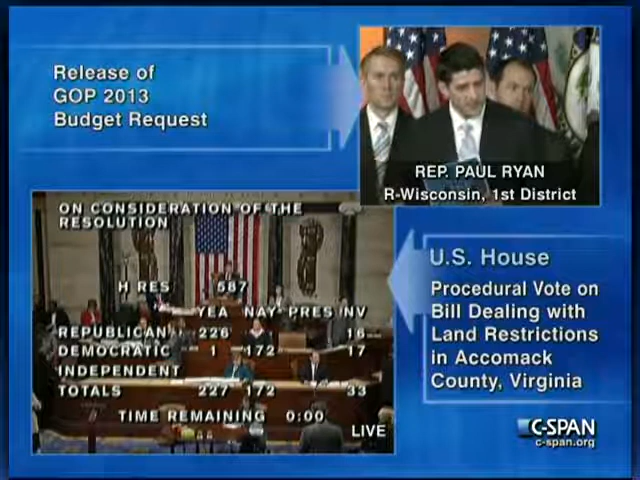 Release of
GOP 2013
Budget Request
REP. PAUL RYAN
R-Wisconsin, 1st District
ON CONSIDERATION OF THE
RESOLUTION
H RES 587
YEA NAY PRES NV
REPUBLICAN 226 16
DEMOCRATIC 1 172 17
INDEPENDENT
TOTALS 227 172 33
TIME REMAINING 0:00
LIVE
U.S. House
Procedural Vote on
Bill Dealing with
Land Restrictions
in Accomack
County, Virginia
C-SPAN
c-span.org